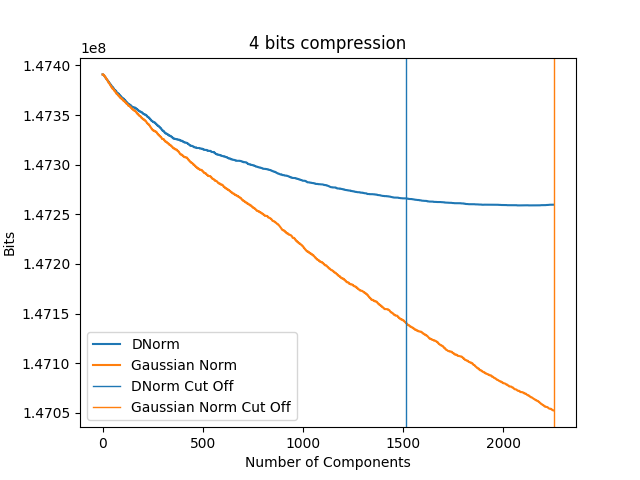 4 bits compression
1e8
1.4740
1.4735
1.4730
1.4725
1.4720
1.4715
1.4710
1.4705
Bits
DNorm
Gaussian Norm
DNorm Cut Off
Gaussian Norm Cut Off
0 500 1000 1500 2000
Number of Components